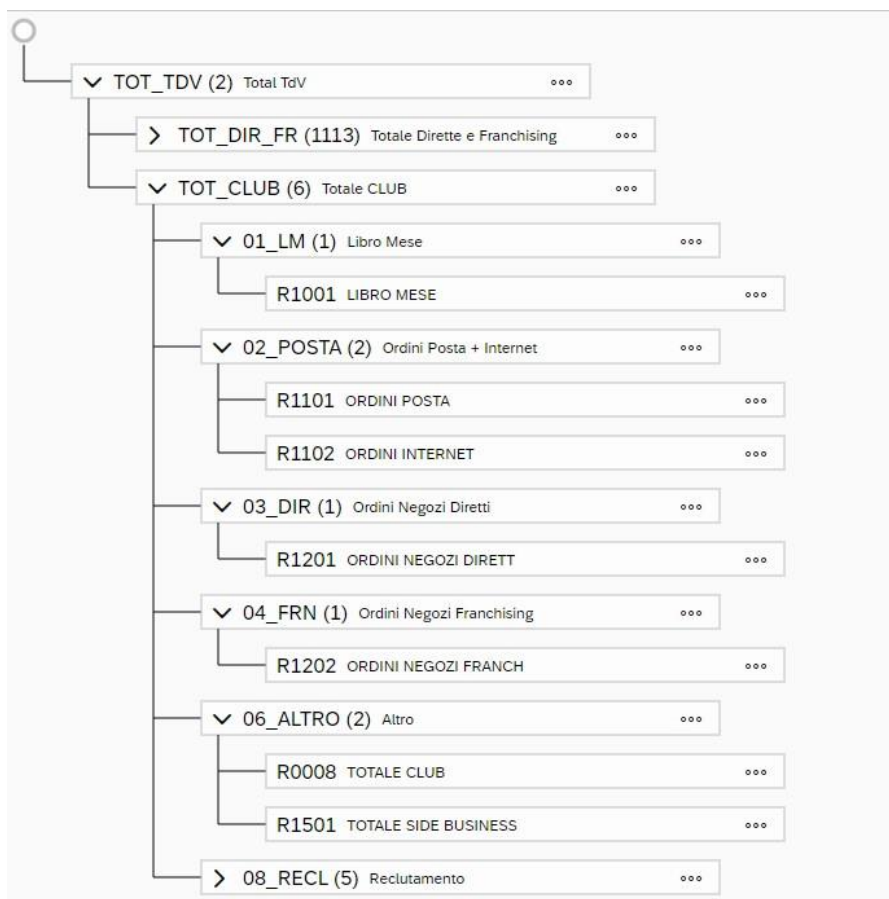 TOT_TDV (2) Total TdV
TOT_DIR_FR (1113) Totale Dirette e Franchising
TOT_CLUB (6) Totale CLUB
01_LM (1) Libro Mese
R1001 LIBRO MESE
02_POSTA (2) Ordini Posta + Internet
R1101 ORDINI POSTA
R1102 ORDINI INTERNET
03_DIR (1) Ordini Negozi Diretti
R1201 ORDINI NEGOZI DIRETT
04_FRN (1) Ordini Negozi Franchising
R1202 ORDINI NEGOZI FRANCH
06_ALTRO (2) Altro
R0008 TOTALE CLUB
R1501 TOTALE SIDE BUSINESS
08_RECL (5) Reclutamento